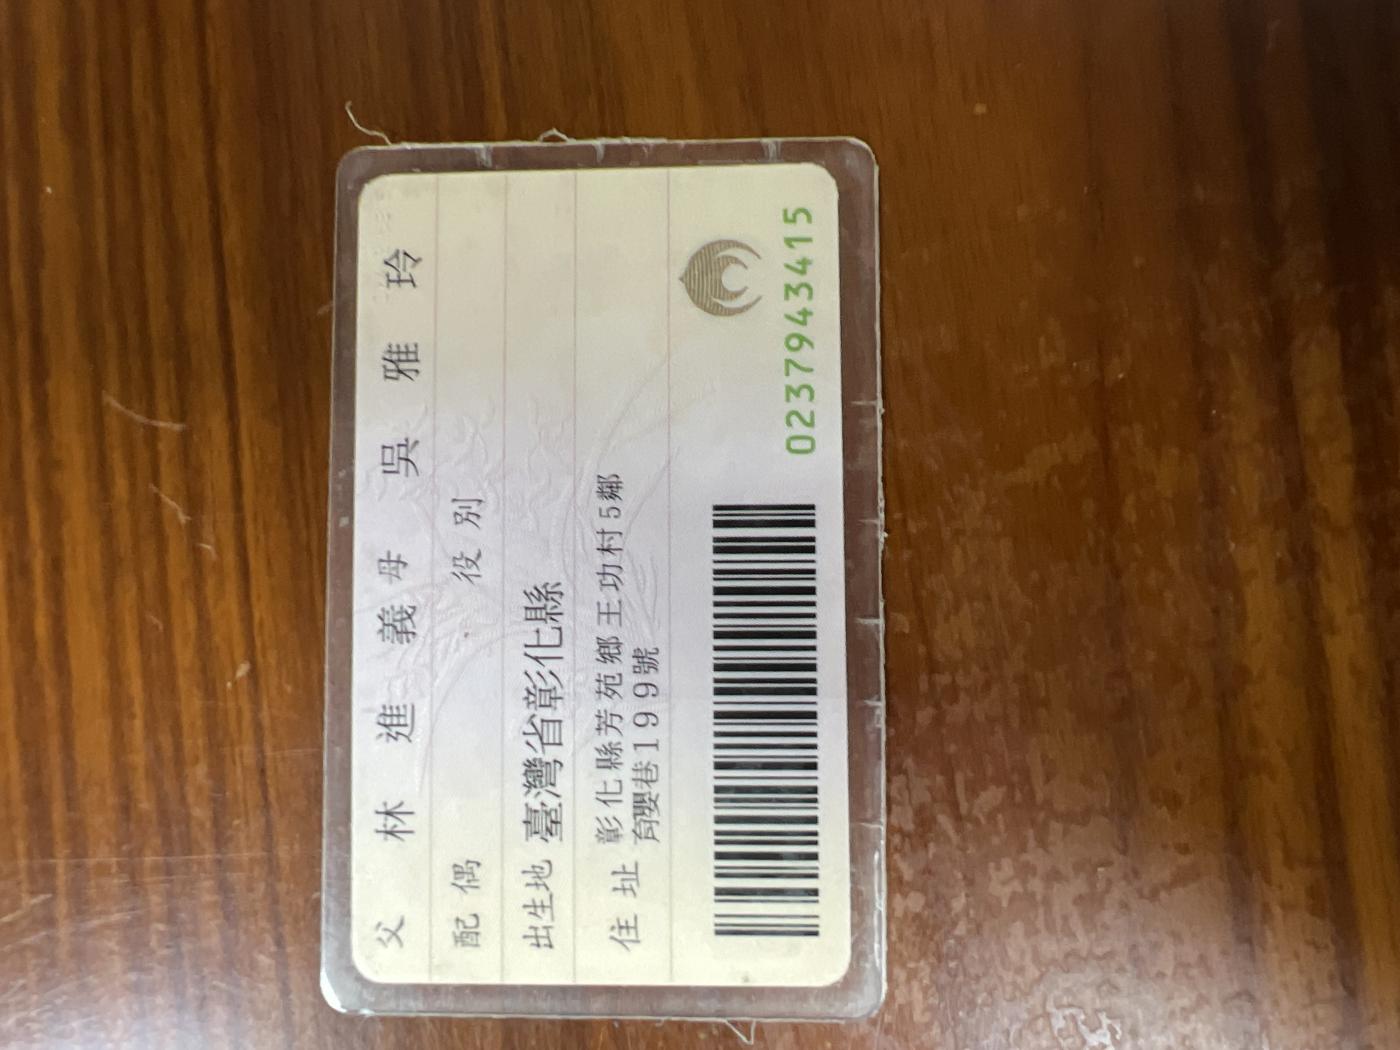 父 林進義 母 吳雅玲
配偶 役別
出生地 臺灣省彰化縣
住址 彰化縣芳苑鄉王功村5鄰
育嬰巷199號
0237943415